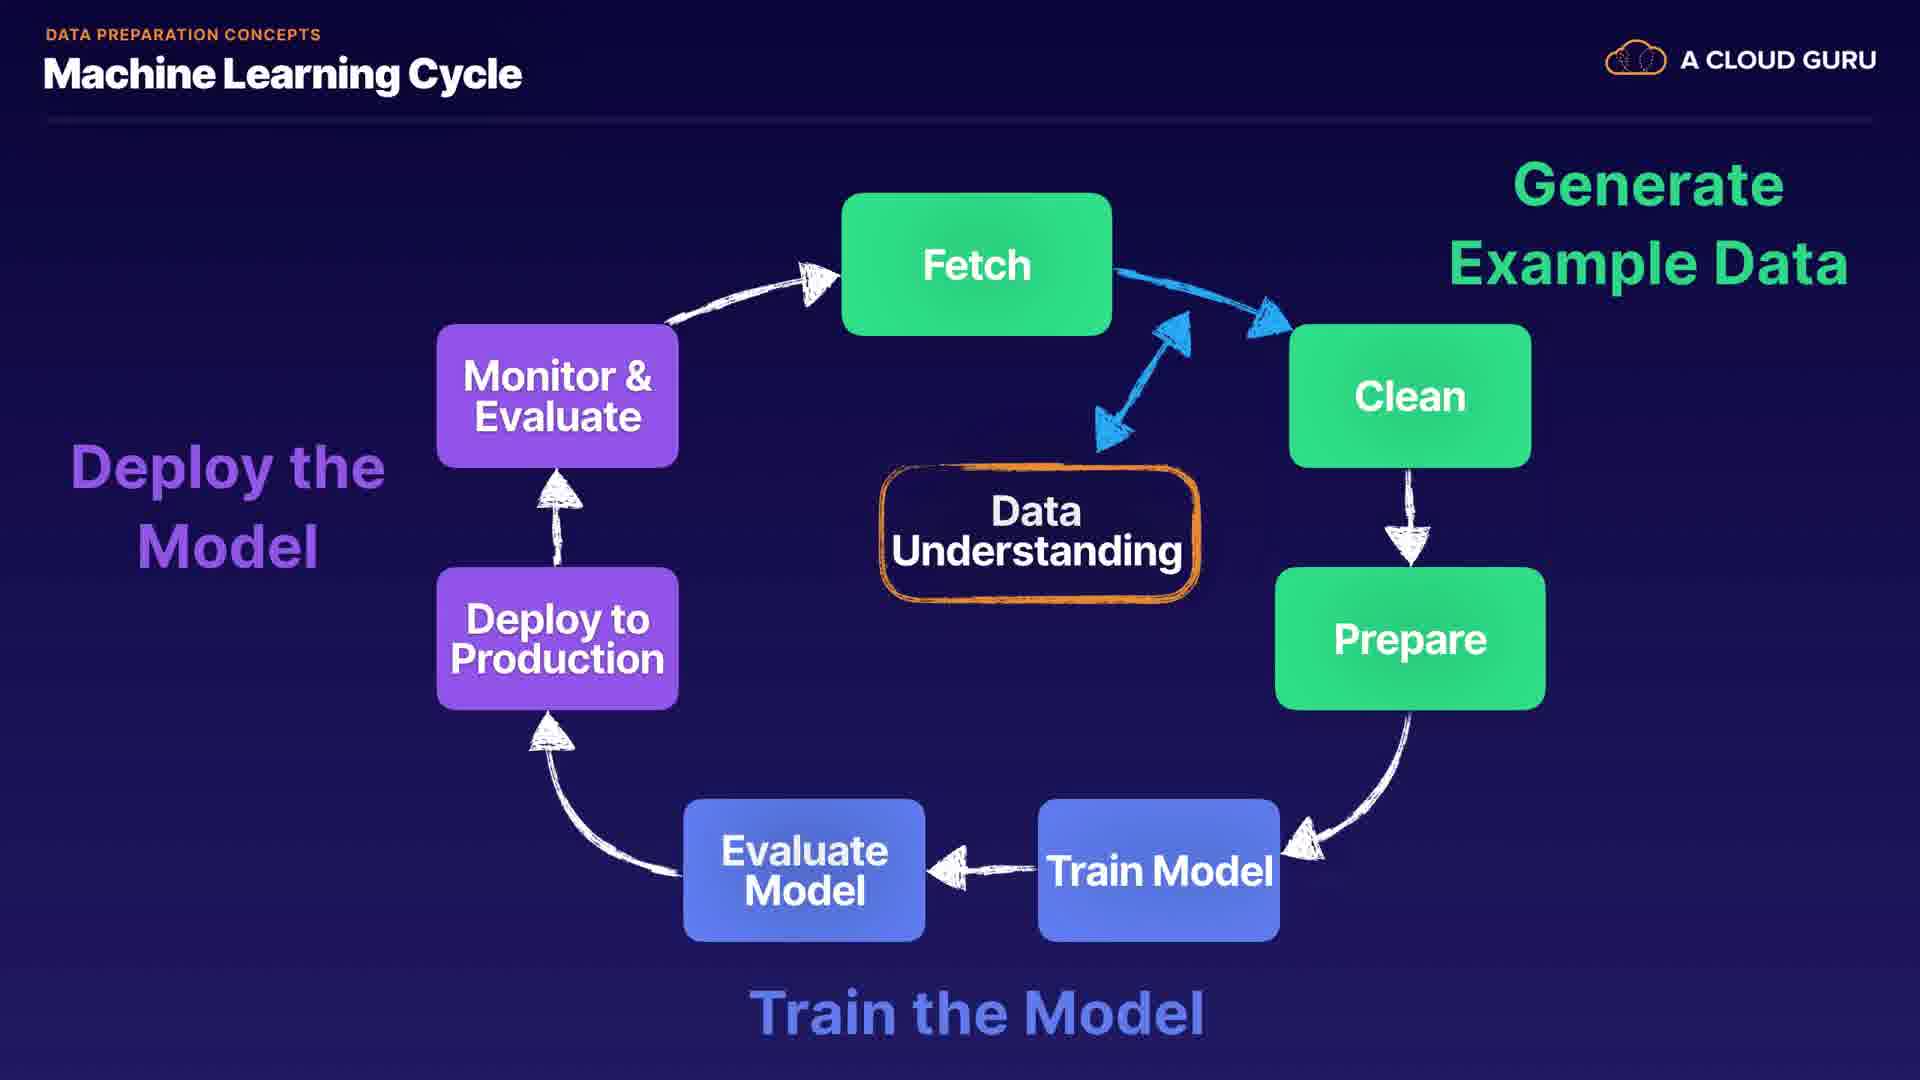 DATA PREPARATION CONCEPTS
Machine Learning Cycle
A CLOUD GURU
Generate
Example Data
Fetch
Clean
Prepare
Data
Understanding
Monitor &
Evaluate
Deploy the
Model
Deploy to
Production
Evaluate
Model
Train Model
Train the Model